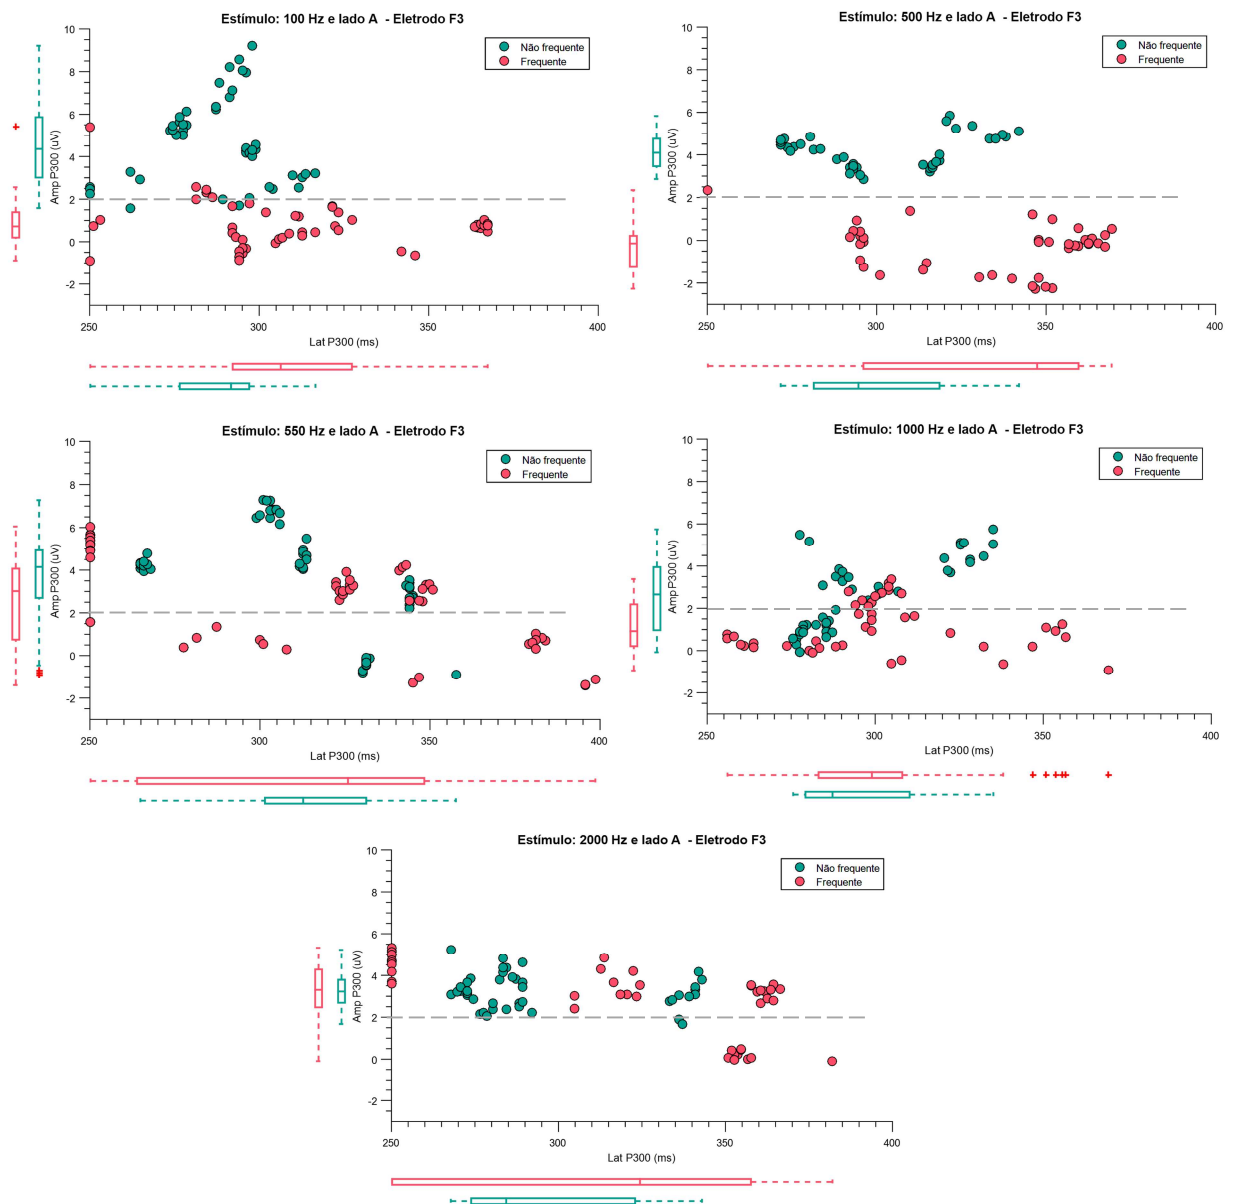 Estímulo: 100 Hz e lado A - Eletrodo F3
Não frequente
Frequente
10
8
6
4
2
0
-2
Amp P300 (uV)
250
300
350
400
Lat P300 (ms)
Estímulo: 500 Hz e lado A - Eletrodo F3
Não frequente
Frequente
10
8
6
4
2
0
-2
Amp P300 (uV)
250
300
350
400
Lat P300 (ms)
Estímulo: 550 Hz e lado A - Eletrodo F3
Não frequente
Frequente
10
8
6
4
2
0
-2
Amp P300 (uV)
250
300
350
400
Lat P300 (ms)
Estímulo: 1000 Hz e lado A - Eletrodo F3
Não frequente
Frequente
10
8
6
4
2
0
-2
Amp P300 (uV)
250
300
350
400
Lat P300 (ms)
Estímulo: 2000 Hz e lado A - Eletrodo F3
Não frequente
Frequente
10
8
6
4
2
0
-2
Amp P300 (uV)
250
300
350
400
Lat P300 (ms)